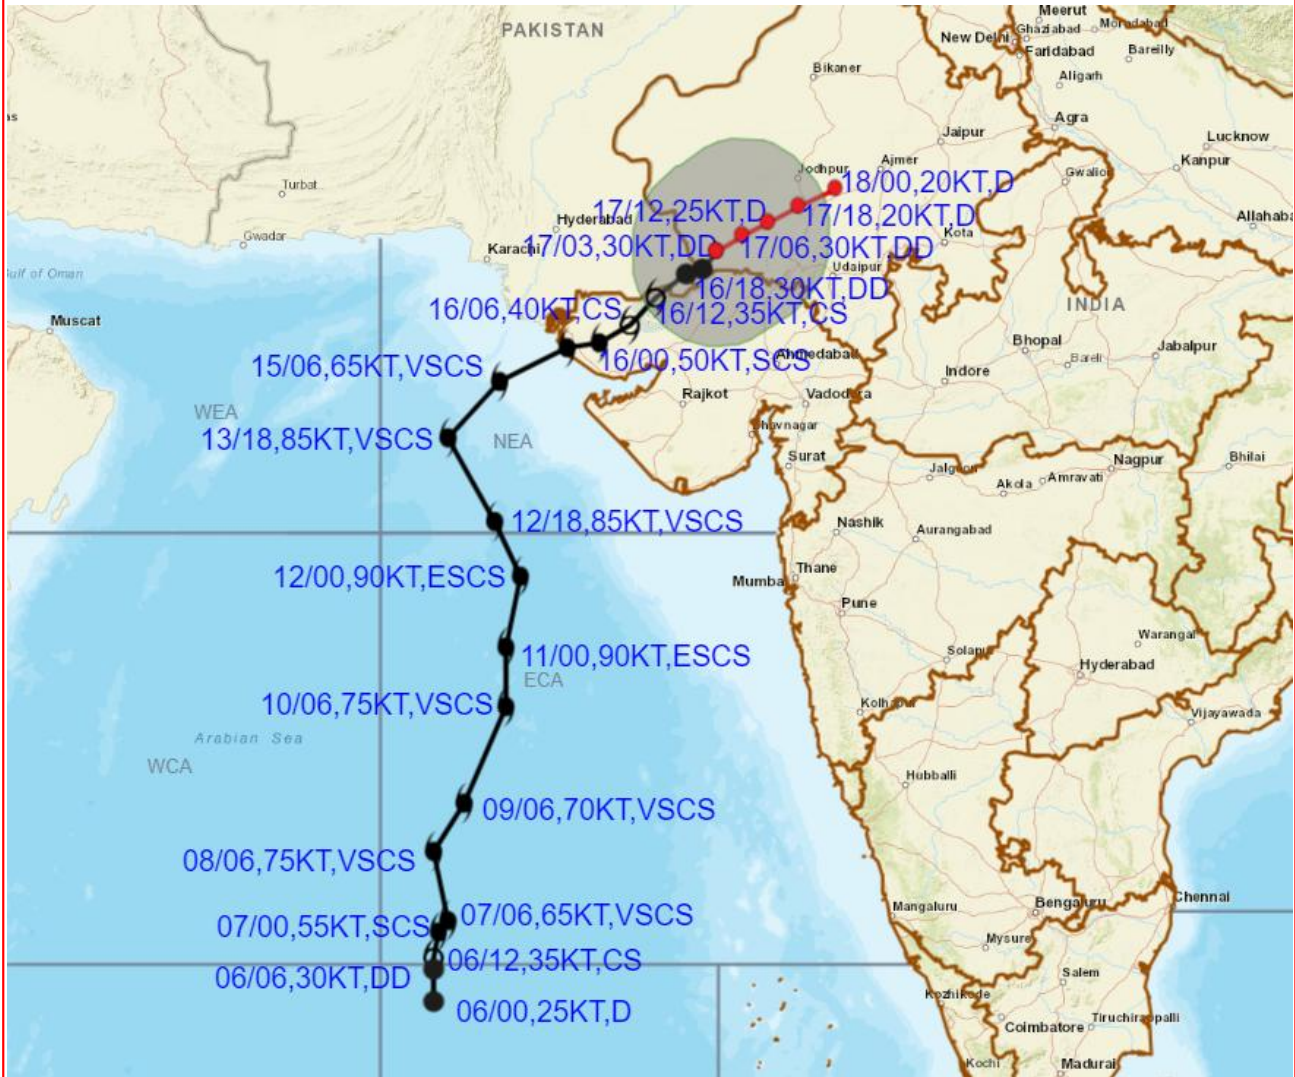 Meerut
PAKISTAN
New Delhi
Ghaziabad
Moradabad
Faridabad
Bareilly
Bikaner
Aligarh
as
Agra
Jaipur
Lucknow
Kanpur
Ajmer
Jodhpur
Gwalior
Turbat
18/00,20KT,D
17/12,25KT,D
17/18,20KT,D
Hyderabad
Allahaba
Gwadar
Karachi
Kota
17/03,30KT,DD
17/06,30KT,DD
Gulf of Oman
Udaipur
16/18,30KT,DD
INDIA
16/06,40KT,CS
16/12,35KT,CS
Muscat
Bhopal
Jabalpur
16/00,50KT,SCS
Ahmedabad
Bareli
15/06,65KT,VSCS
Indore
Rajkot
Vadodara
WEA
13/18,85KT,VSCS
NEA
Bhavnagar
Surat
Nagpur
Bhilai
Jalgaon
Akola
Amravati
12/18,85KT,VSCS
Nashik
Aurangabad
12/00,90KT,ESCS
Mumbai
Thane
Pune
Warangal
11/00,90KT,ESCS
Solapur
Hyderabad
ECA
10/06,75KT,VSCS
Kolhapur
Vijayawada
Arabian Sea
WCA
Hubballi
09/06,70KT,VSCS
08/06,75KT,VSCS
Chennai
Mangaluru
Bengaluru
07/06,65KT,VSCS
07/00,55KT,SCS
Mysuru
06/12,35KT,CS
06/06,30KT,DD
Salem
Kozhikode
06/00,25KT,D
Coimbatore
Tiruchirappalli
Kochi
Madurai